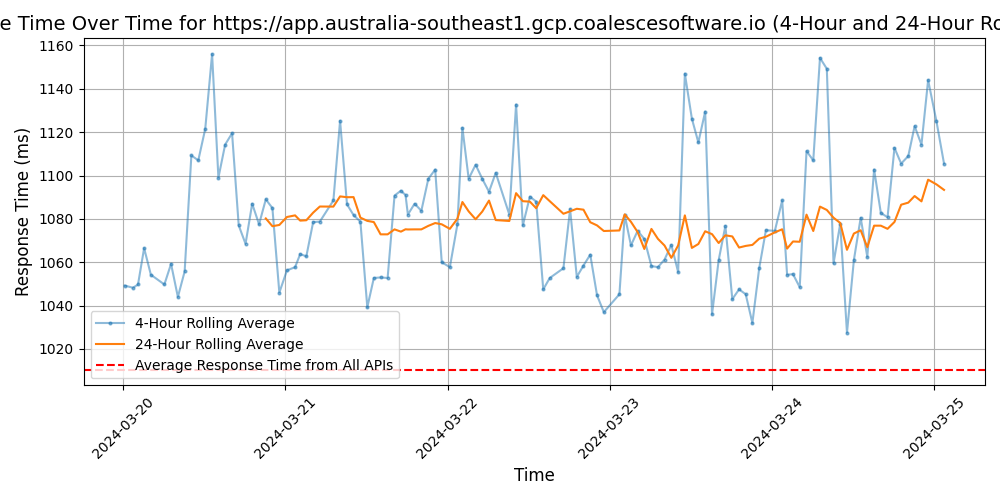 e Time Over Time for https://app.australia-southeast1.gcp.coalescesoftware.io (4-Hour and 24-Hour Ro
1160
1140
1120
1100
1080
1060
1040
1020
Response Time (ms)
4-Hour Rolling Average
24-Hour Rolling Average
Average Response Time from All APIs
2024-03-20
2024-03-21
2024-03-22
2024-03-23
2024-03-24
2024-03-25
Time